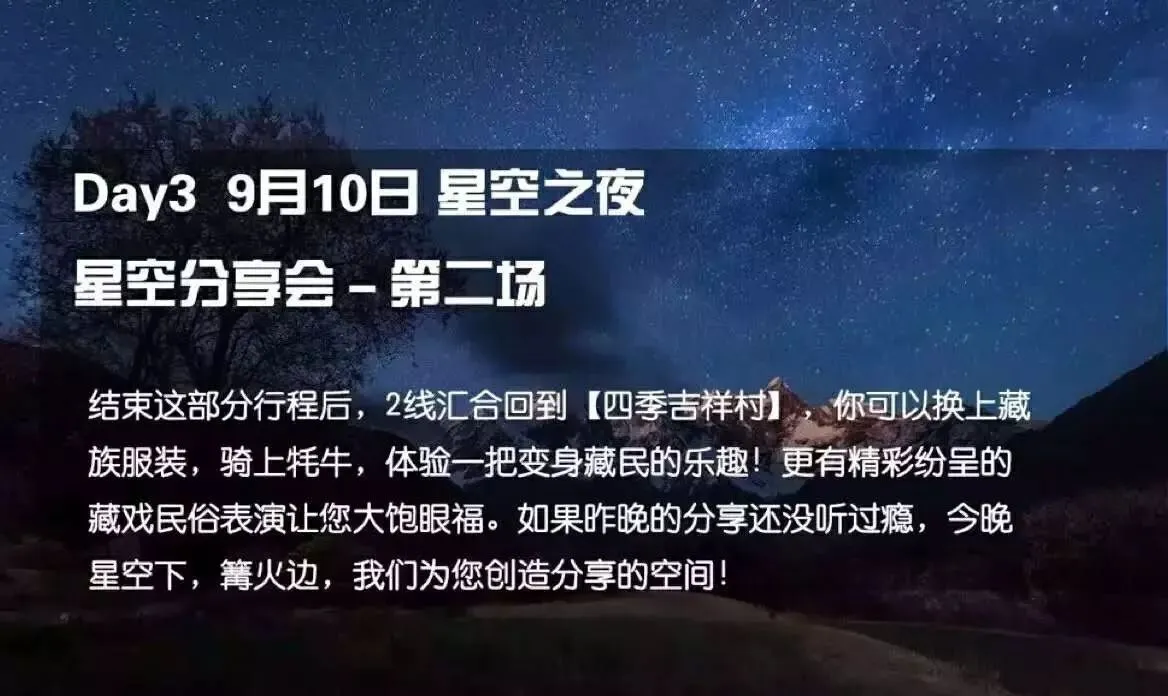 Day3 9月10日 星空之夜
星空分享会-第二场
结束这部分行程后，2线汇合回到【四季吉祥村】，你可以换上藏
族服装，骑上牦牛，体验一把变身藏民的乐趣！更有精彩纷呈的
藏戏民俗表演让您大饱眼福。如果昨晚的分享还没听过瘾，今晚
星空下，篝火边，我们为您创造分享的空间！